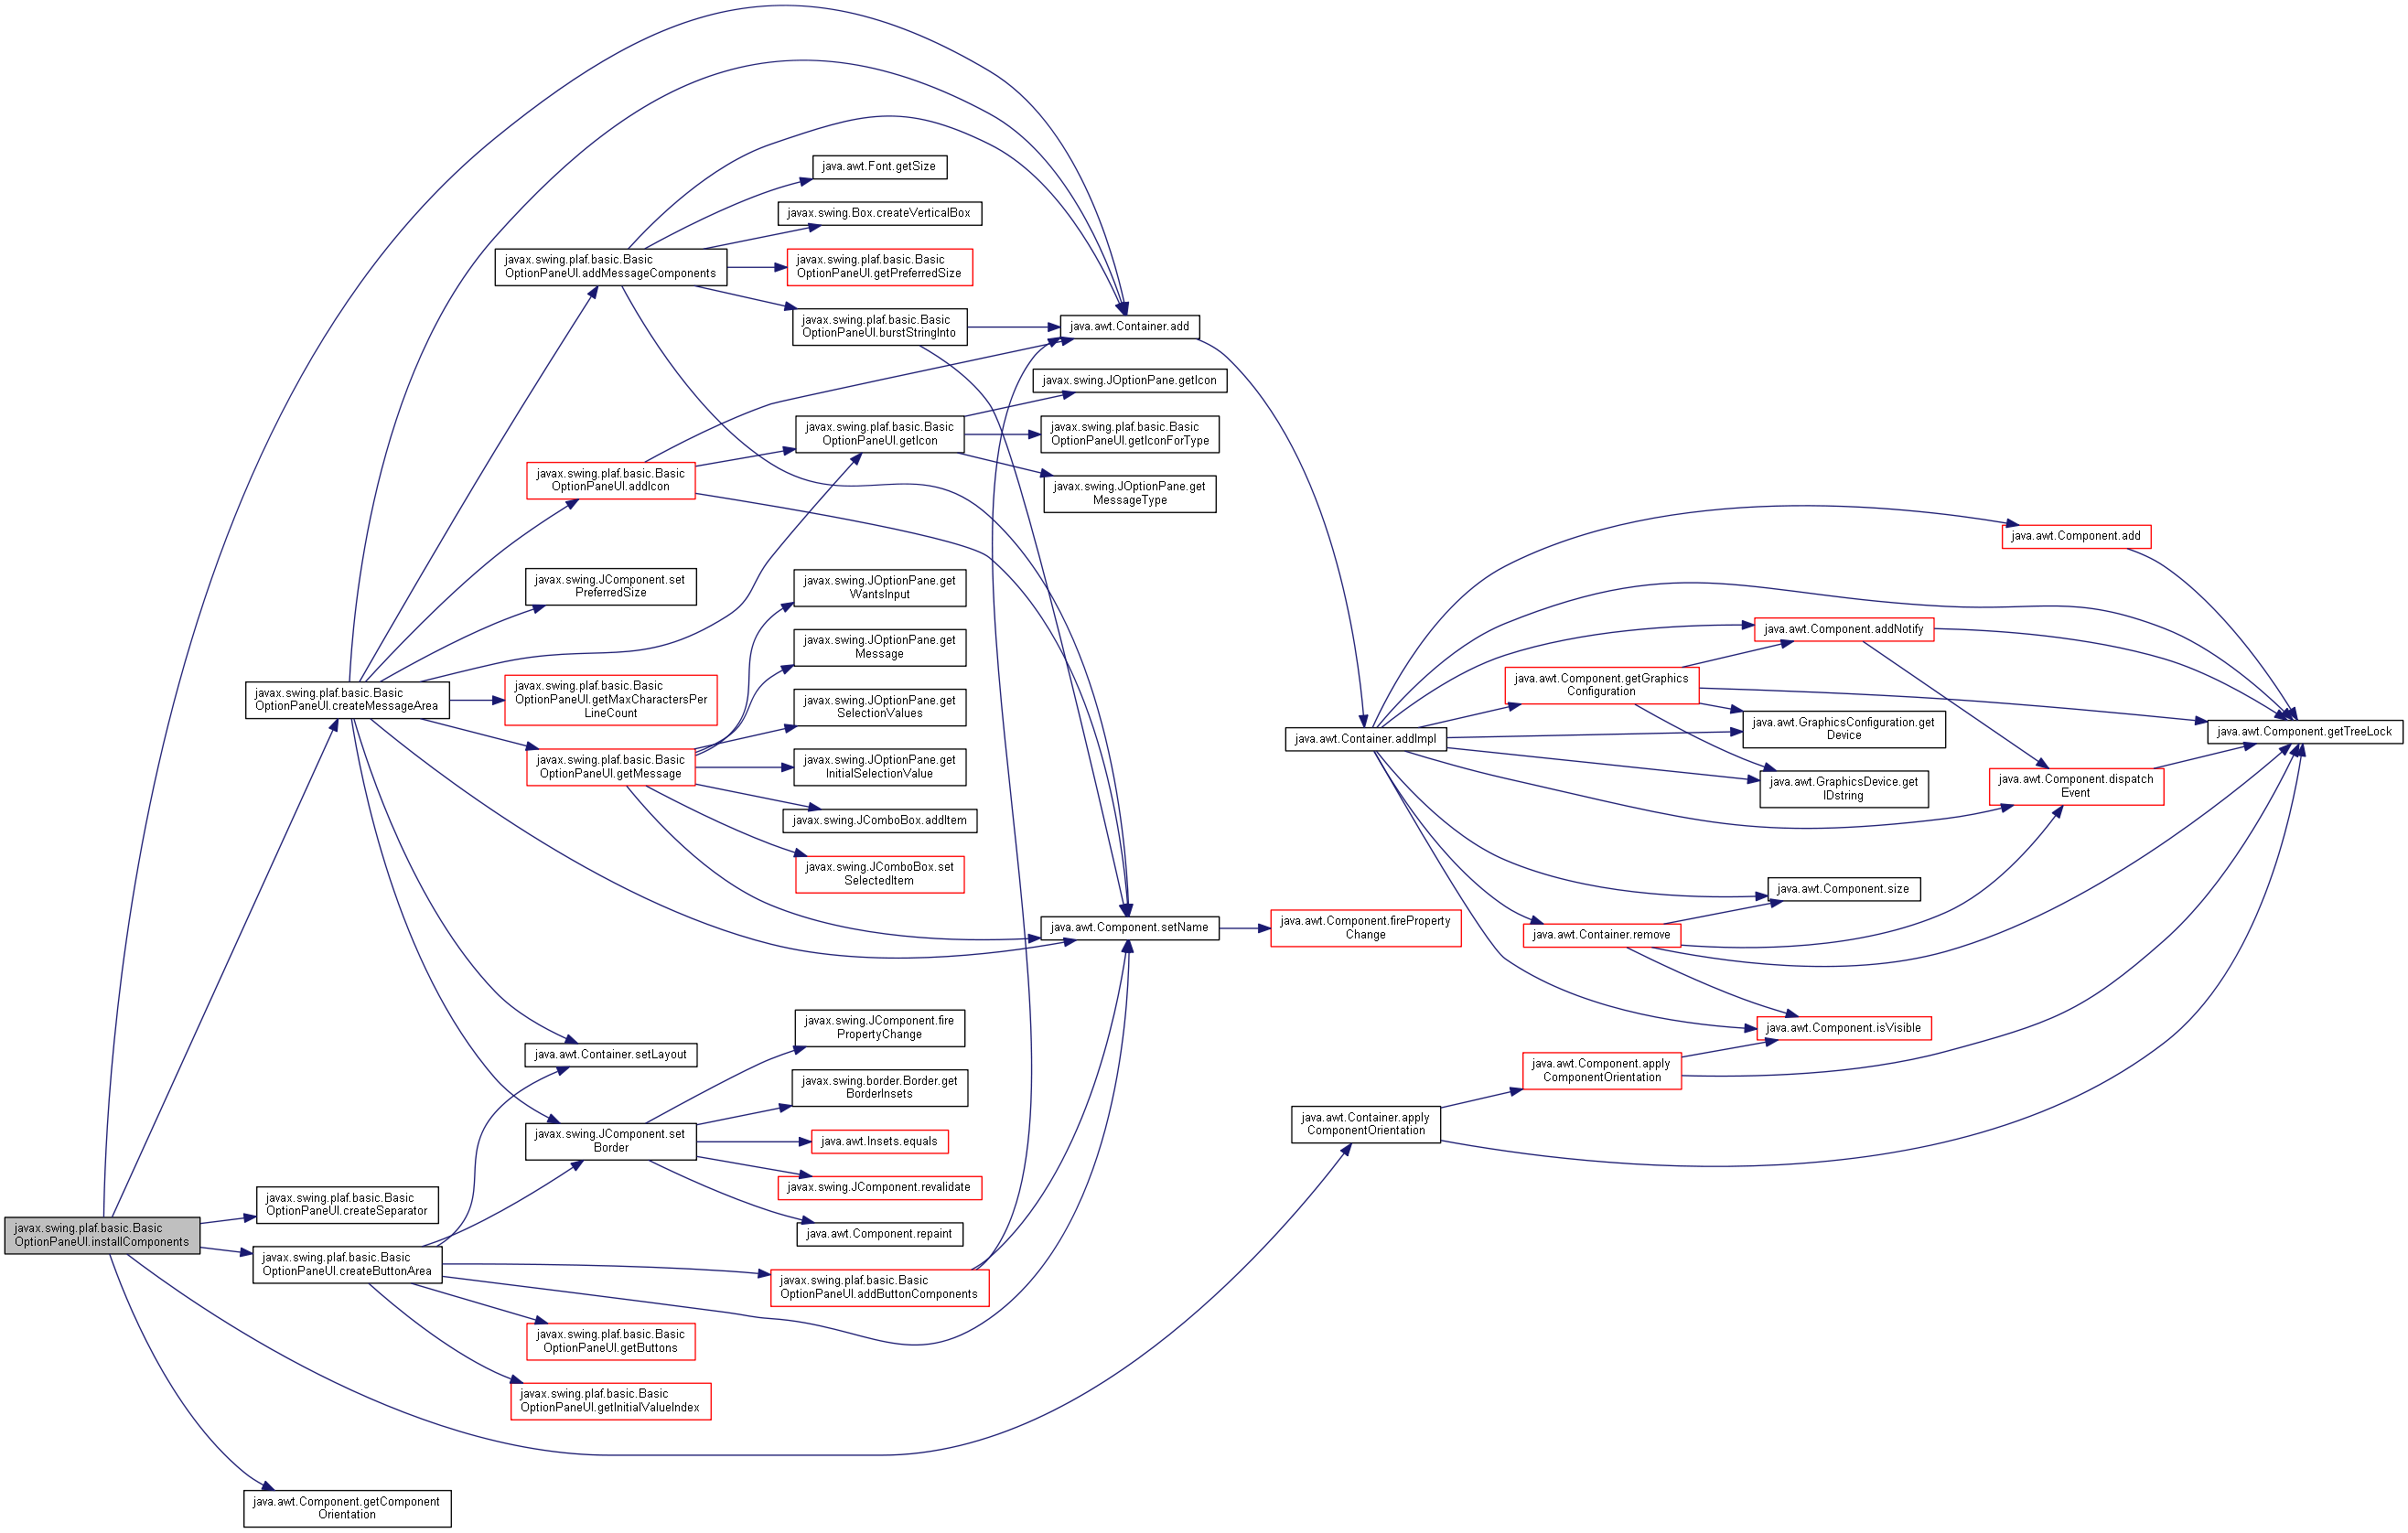 java.awt.Font.getSize
javax.swing.Box.createVerticalBox
javax.swing.plaf.basic.Basic
OptionPaneUI.addMessageComponents
javax.swing.plaf.basic.Basic
OptionPaneUI.getPreferredSize
javax.swing.plaf.basic.Basic
OptionPaneUI.burstStringInto
java.awt.Container.add
javax.swing.JOptionPane.getIcon
javax.swing.plaf.basic.Basic
OptionPaneUI.getIcon
javax.swing.plaf.basic.Basic
OptionPaneUI.getIconForType
javax.swing.plaf.basic.Basic
OptionPaneUI.addIcon
javax.swing.JOptionPane.get
MessageType
javax.swing.JComponent.set
PreferredSize
javax.swing.JOptionPane.get
WantsInput
javax.swing.JOptionPane.get
Message
javax.swing.plaf.basic.Basic
OptionPaneUI.createMessageArea
javax.swing.plaf.basic.Basic
OptionPaneUI.getMaxCharactersPer
LineCount
javax.swing.JOptionPane.get
SelectionValues
javax.swing.plaf.basic.Basic
OptionPaneUI.getMessage
javax.swing.JOptionPane.get
InitialSelectionValue
javax.swing.JComboBox.addItem
javax.swing.JComboBox.set
SelectedItem
java.awt.Component.setName
java.awt.Component.fireProperty
Change
java.awt.Component.add
java.awt.Component.addNotify
java.awt.Component.getGraphics
Configuration
java.awt.Container.addImpl
java.awt.GraphicsConfiguration.get
Device
java.awt.Component.getTreeLock
java.awt.GraphicsDevice.get
IDstring
java.awt.Component.dispatch
Event
java.awt.Component.size
java.awt.Container.remove
java.awt.Component.isVisible
java.awt.Component.apply
ComponentOrientation
java.awt.Container.apply
ComponentOrientation
java.awt.Container.setLayout
javax.swing.JComponent.fire
PropertyChange
javax.swing.border.Border.get
BorderInsets
javax.swing.JComponent.set
Border
java.awt.Insets.equals
javax.swing.JComponent.revalidate
java.awt.Component.repaint
javax.swing.plaf.basic.Basic
OptionPaneUI.createSeparator
javax.swing.plaf.basic.Basic
OptionPaneUI.installComponents
javax.swing.plaf.basic.Basic
OptionPaneUI.createButtonArea
javax.swing.plaf.basic.Basic
OptionPaneUI.addButtonComponents
javax.swing.plaf.basic.Basic
OptionPaneUI.getButtons
javax.swing.plaf.basic.Basic
OptionPaneUI.getInitialValueIndex
java.awt.Component.getComponent
Orientation